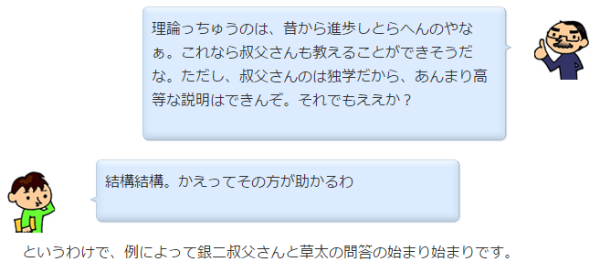 理論っちゅうのは、昔から進歩しとらへんのやな
ぁ。これなら叔父さんも教えることができそうだ
な。ただし、叔父さんのは独学だから、あんまり高
等な説明はできんぞ。それでもええか？
結構結構。かえってその方が助かるわ
というわけで、例によって銀二叔父さんと草太の問答の始まり始まりです。